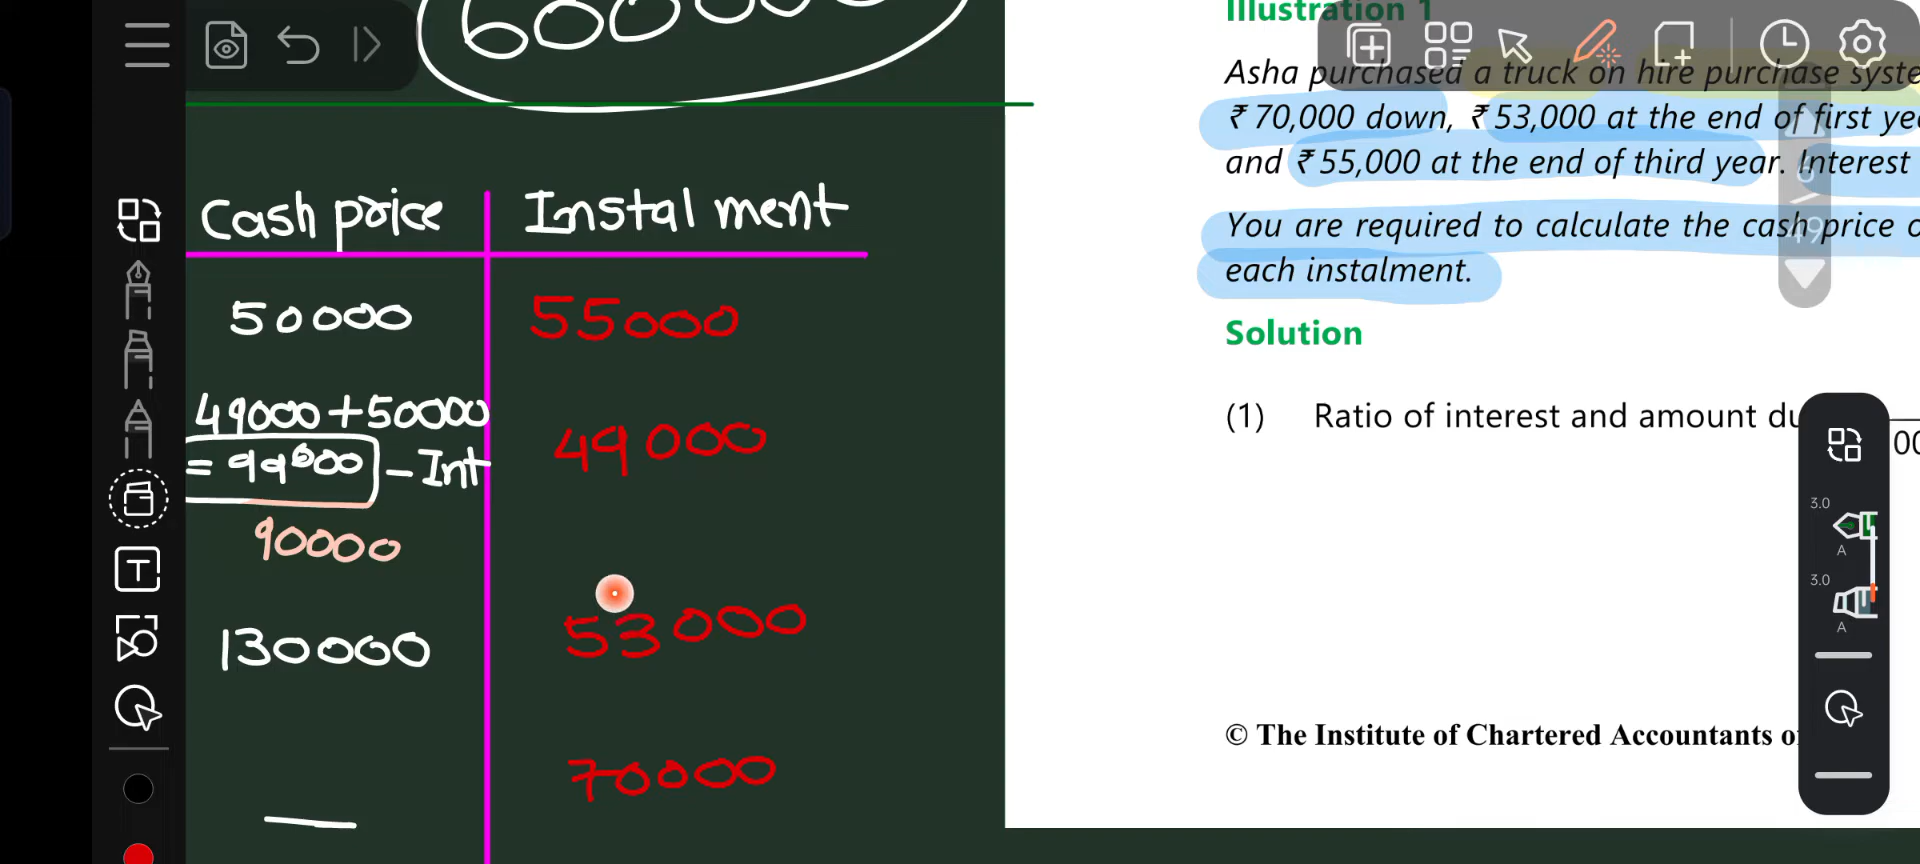 60000
Cash price Instalment
50000 55000
49000+50000 49000
= 99000 - Int
90000
130000 53000
70000
Illustration 1
Asha purchased a truck on hire purchase syste
₹ 70,000 down, ₹ 53,000 at the end of first ye
and ₹ 55,000 at the end of third year. Interest
You are required to calculate the cash price o
each instalment.
Solution
(1) Ratio of interest and amount du
© The Institute of Chartered Accountants o
T
3.0
A
3.0
A